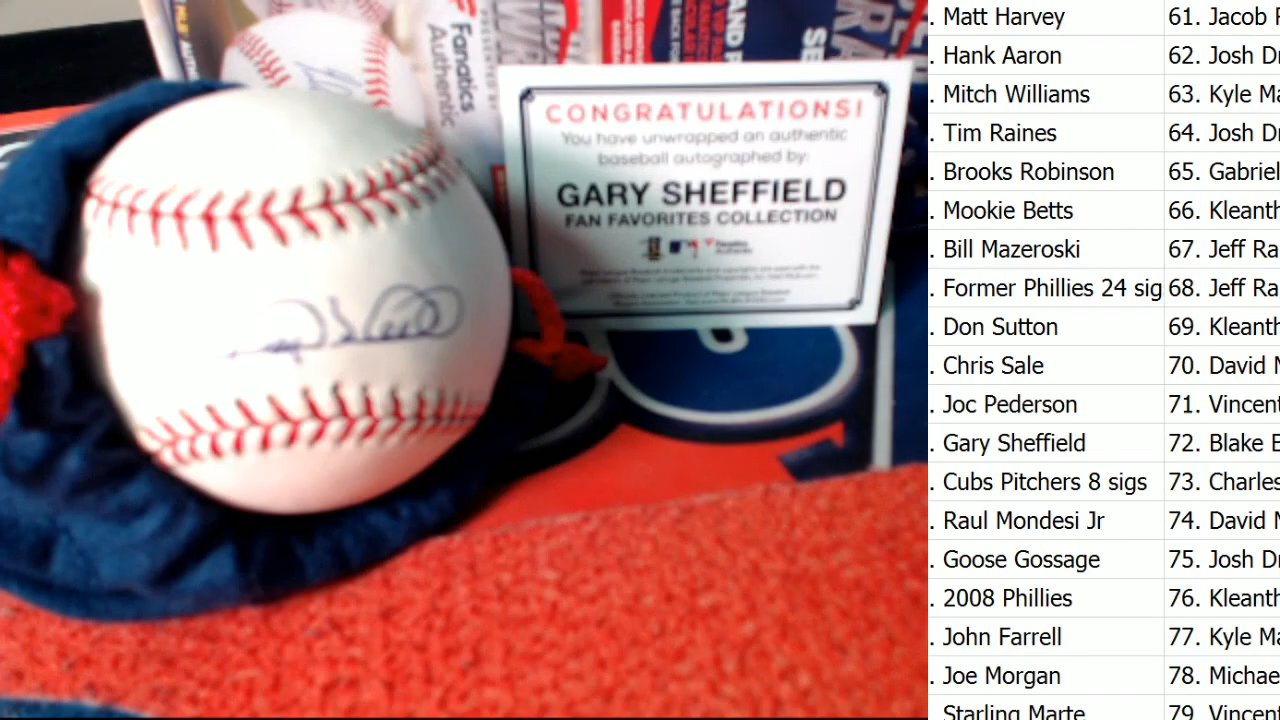 Fanatics
Authentic
CONGRATULATIONS!
You have unwrapped an authentic
baseball autographed by:
GARY SHEFFIELD
FAN FAVORITES COLLECTION
. Matt Harvey 61. Jacob
. Hank Aaron 62. Josh
. Mitch Williams 63. Kyle Ma
. Tim Raines 64. Josh
. Brooks Robinson 65. Gabriel
. Mookie Betts 66. Kleanth
. Bill Mazeroski 67. Jeff Ra
. Former Phillies 24 sig 68. Jeff Ra
. Don Sutton 69. Kleanth
. Chris Sale 70. David
. Joc Pederson 71. Vincent
. Gary Sheffield 72. Blake
. Cubs Pitchers 8 sigs 73. Charles
. Raul Mondesi Jr 74. David
. Goose Gossage 75. Josh
. 2008 Phillies 76. Kleanth
. John Farrell 77. Kyle Ma
. Joe Morgan 78. Michae
Starling Marte 79. Vincent